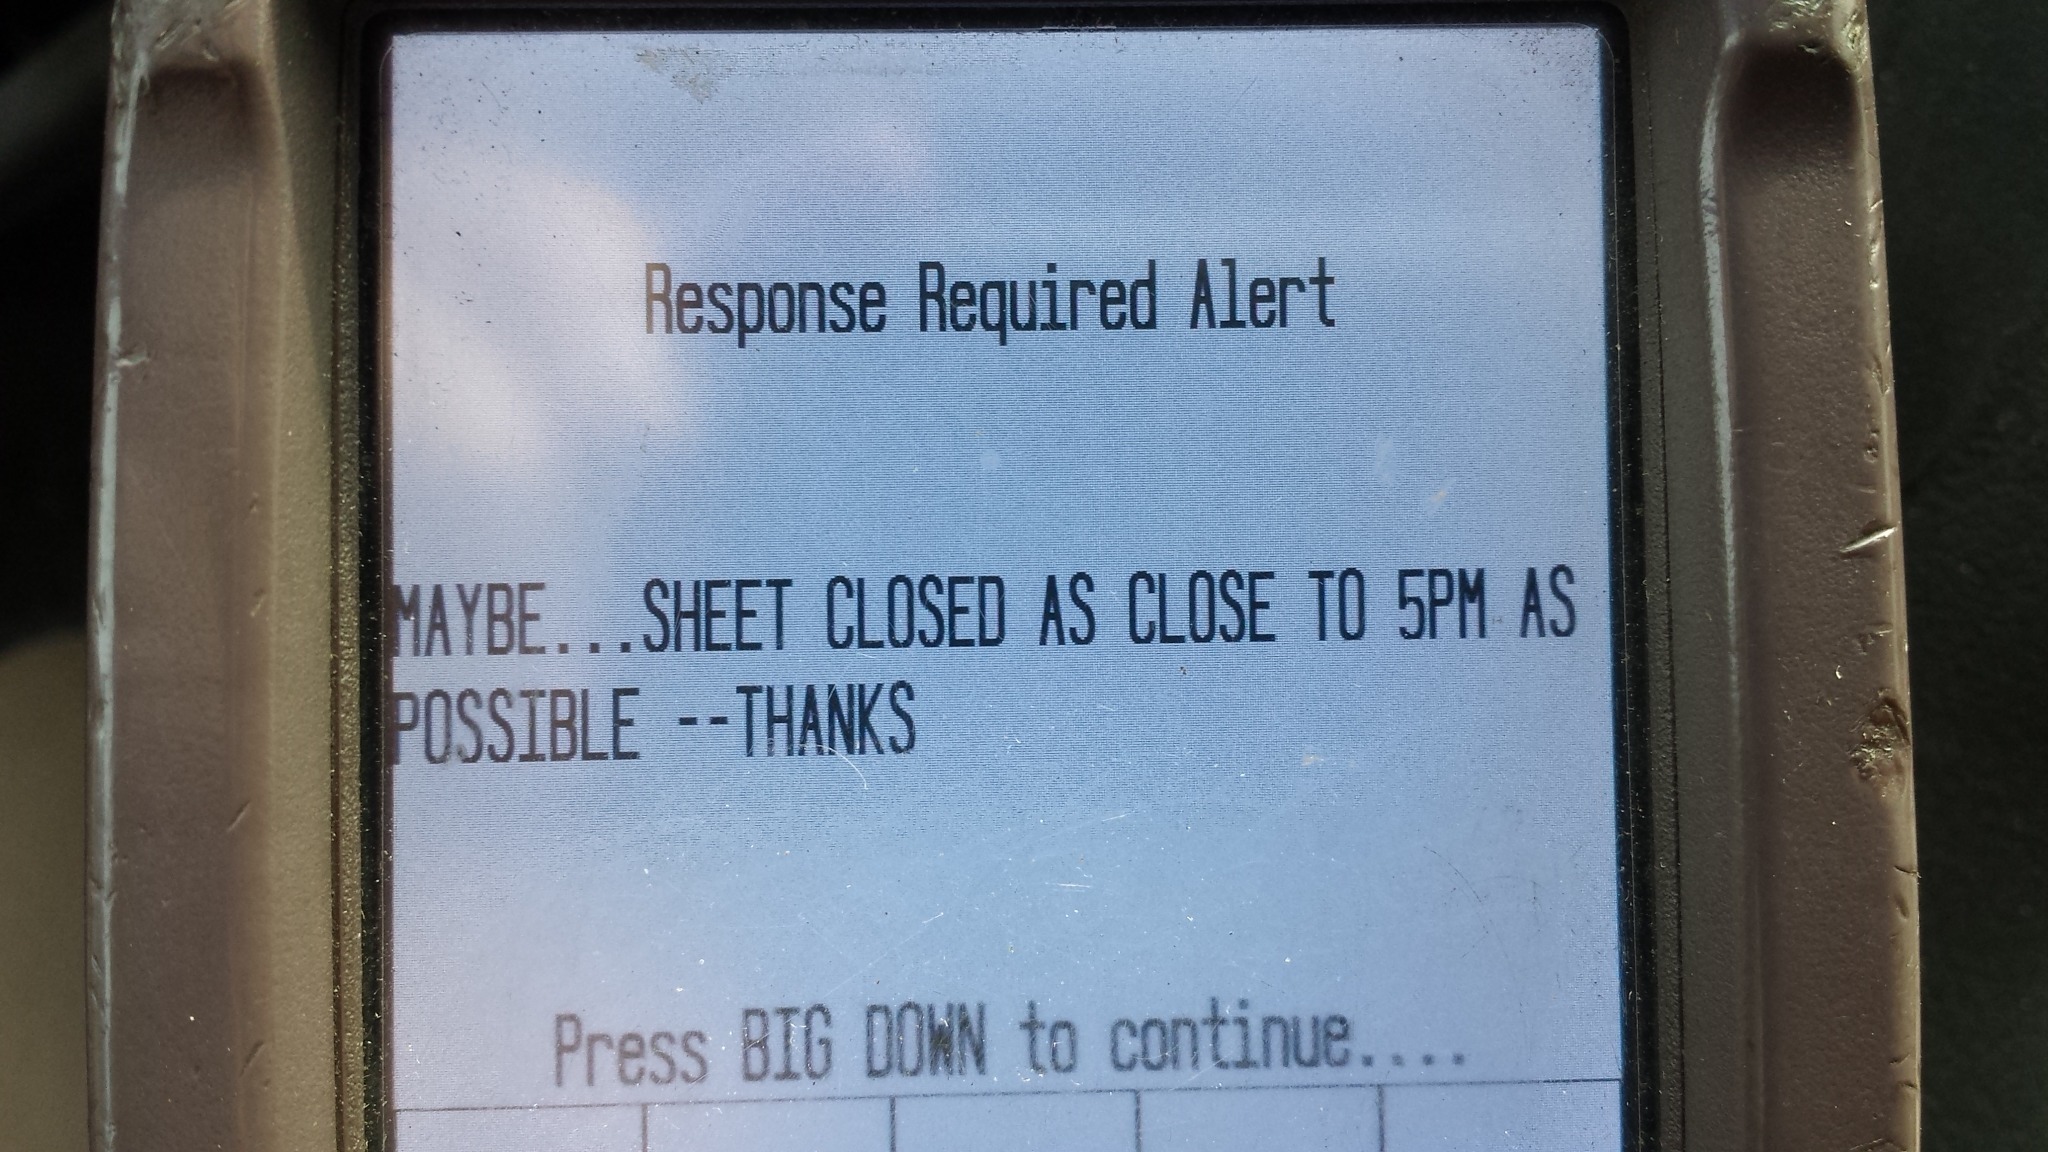 Response Required Alert
MAYBE...SHEET CLOSED AS CLOSE TO 5PM AS
POSSIBLE --THANKS
Press BIG DOWN to continue....